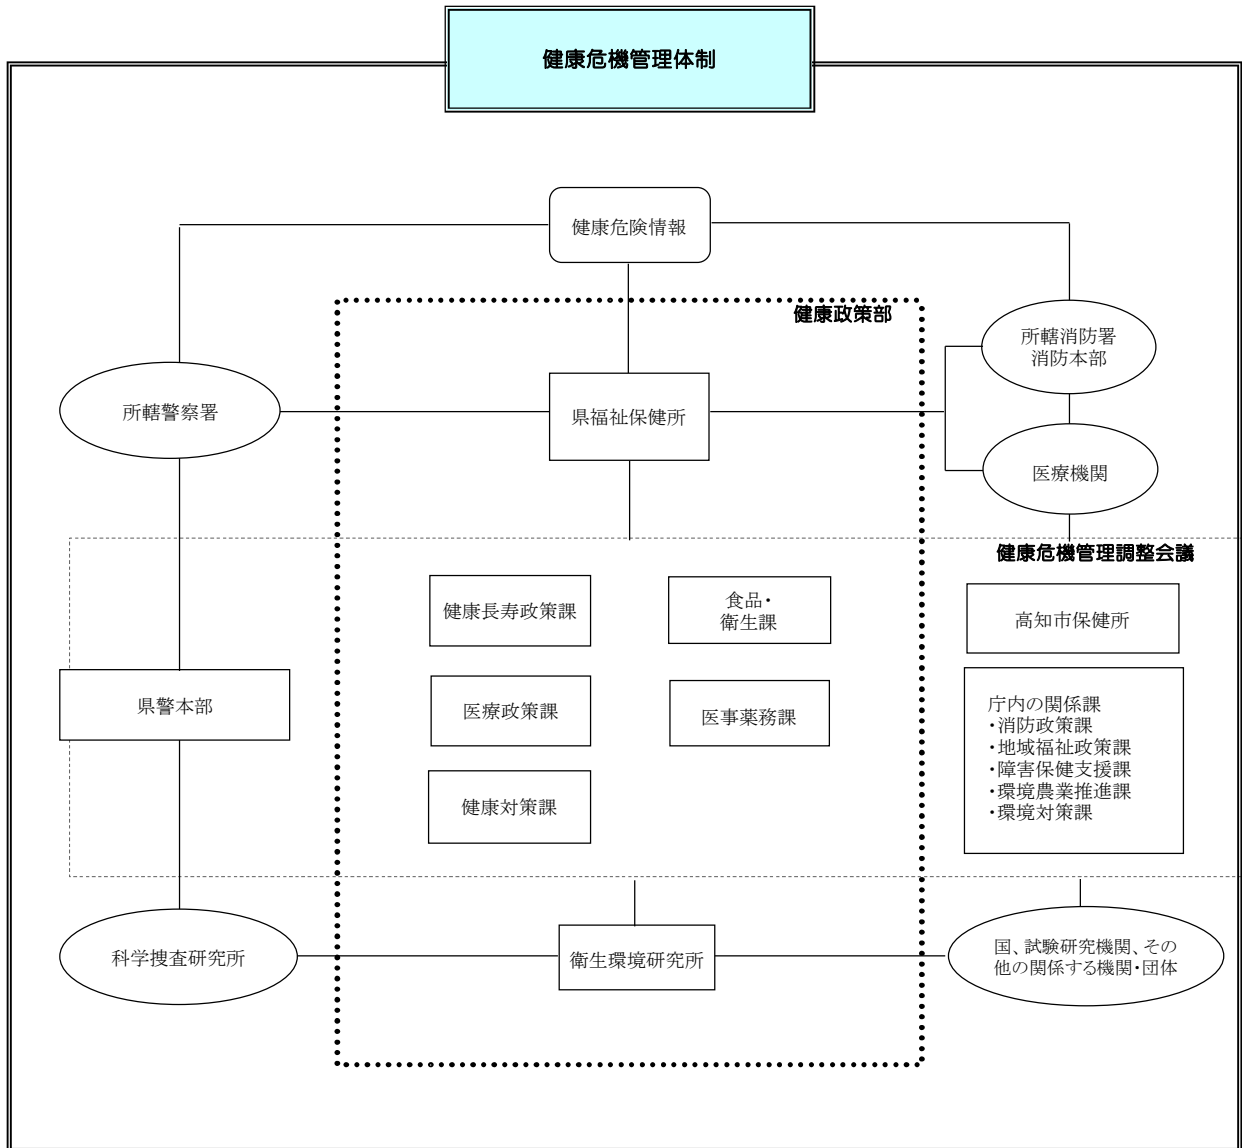 健康危機管理体制
健康危険情報
健康政策部
所轄消防署
消防本部
所轄警察署
県福祉保健所
医療機関
健康危機管理調整会議
健康長寿政策課
食品・
衛生課
高知市保健所
県警本部
医療政策課
医事薬務課
庁内の関係課
・消防政策課
・地域福祉政策課
・障害保健支援課
・環境農業推進課
・環境対策課
健康対策課
科学捜査研究所
衛生環境研究所
国、試験研究機関、その
他の関係する機関・団体